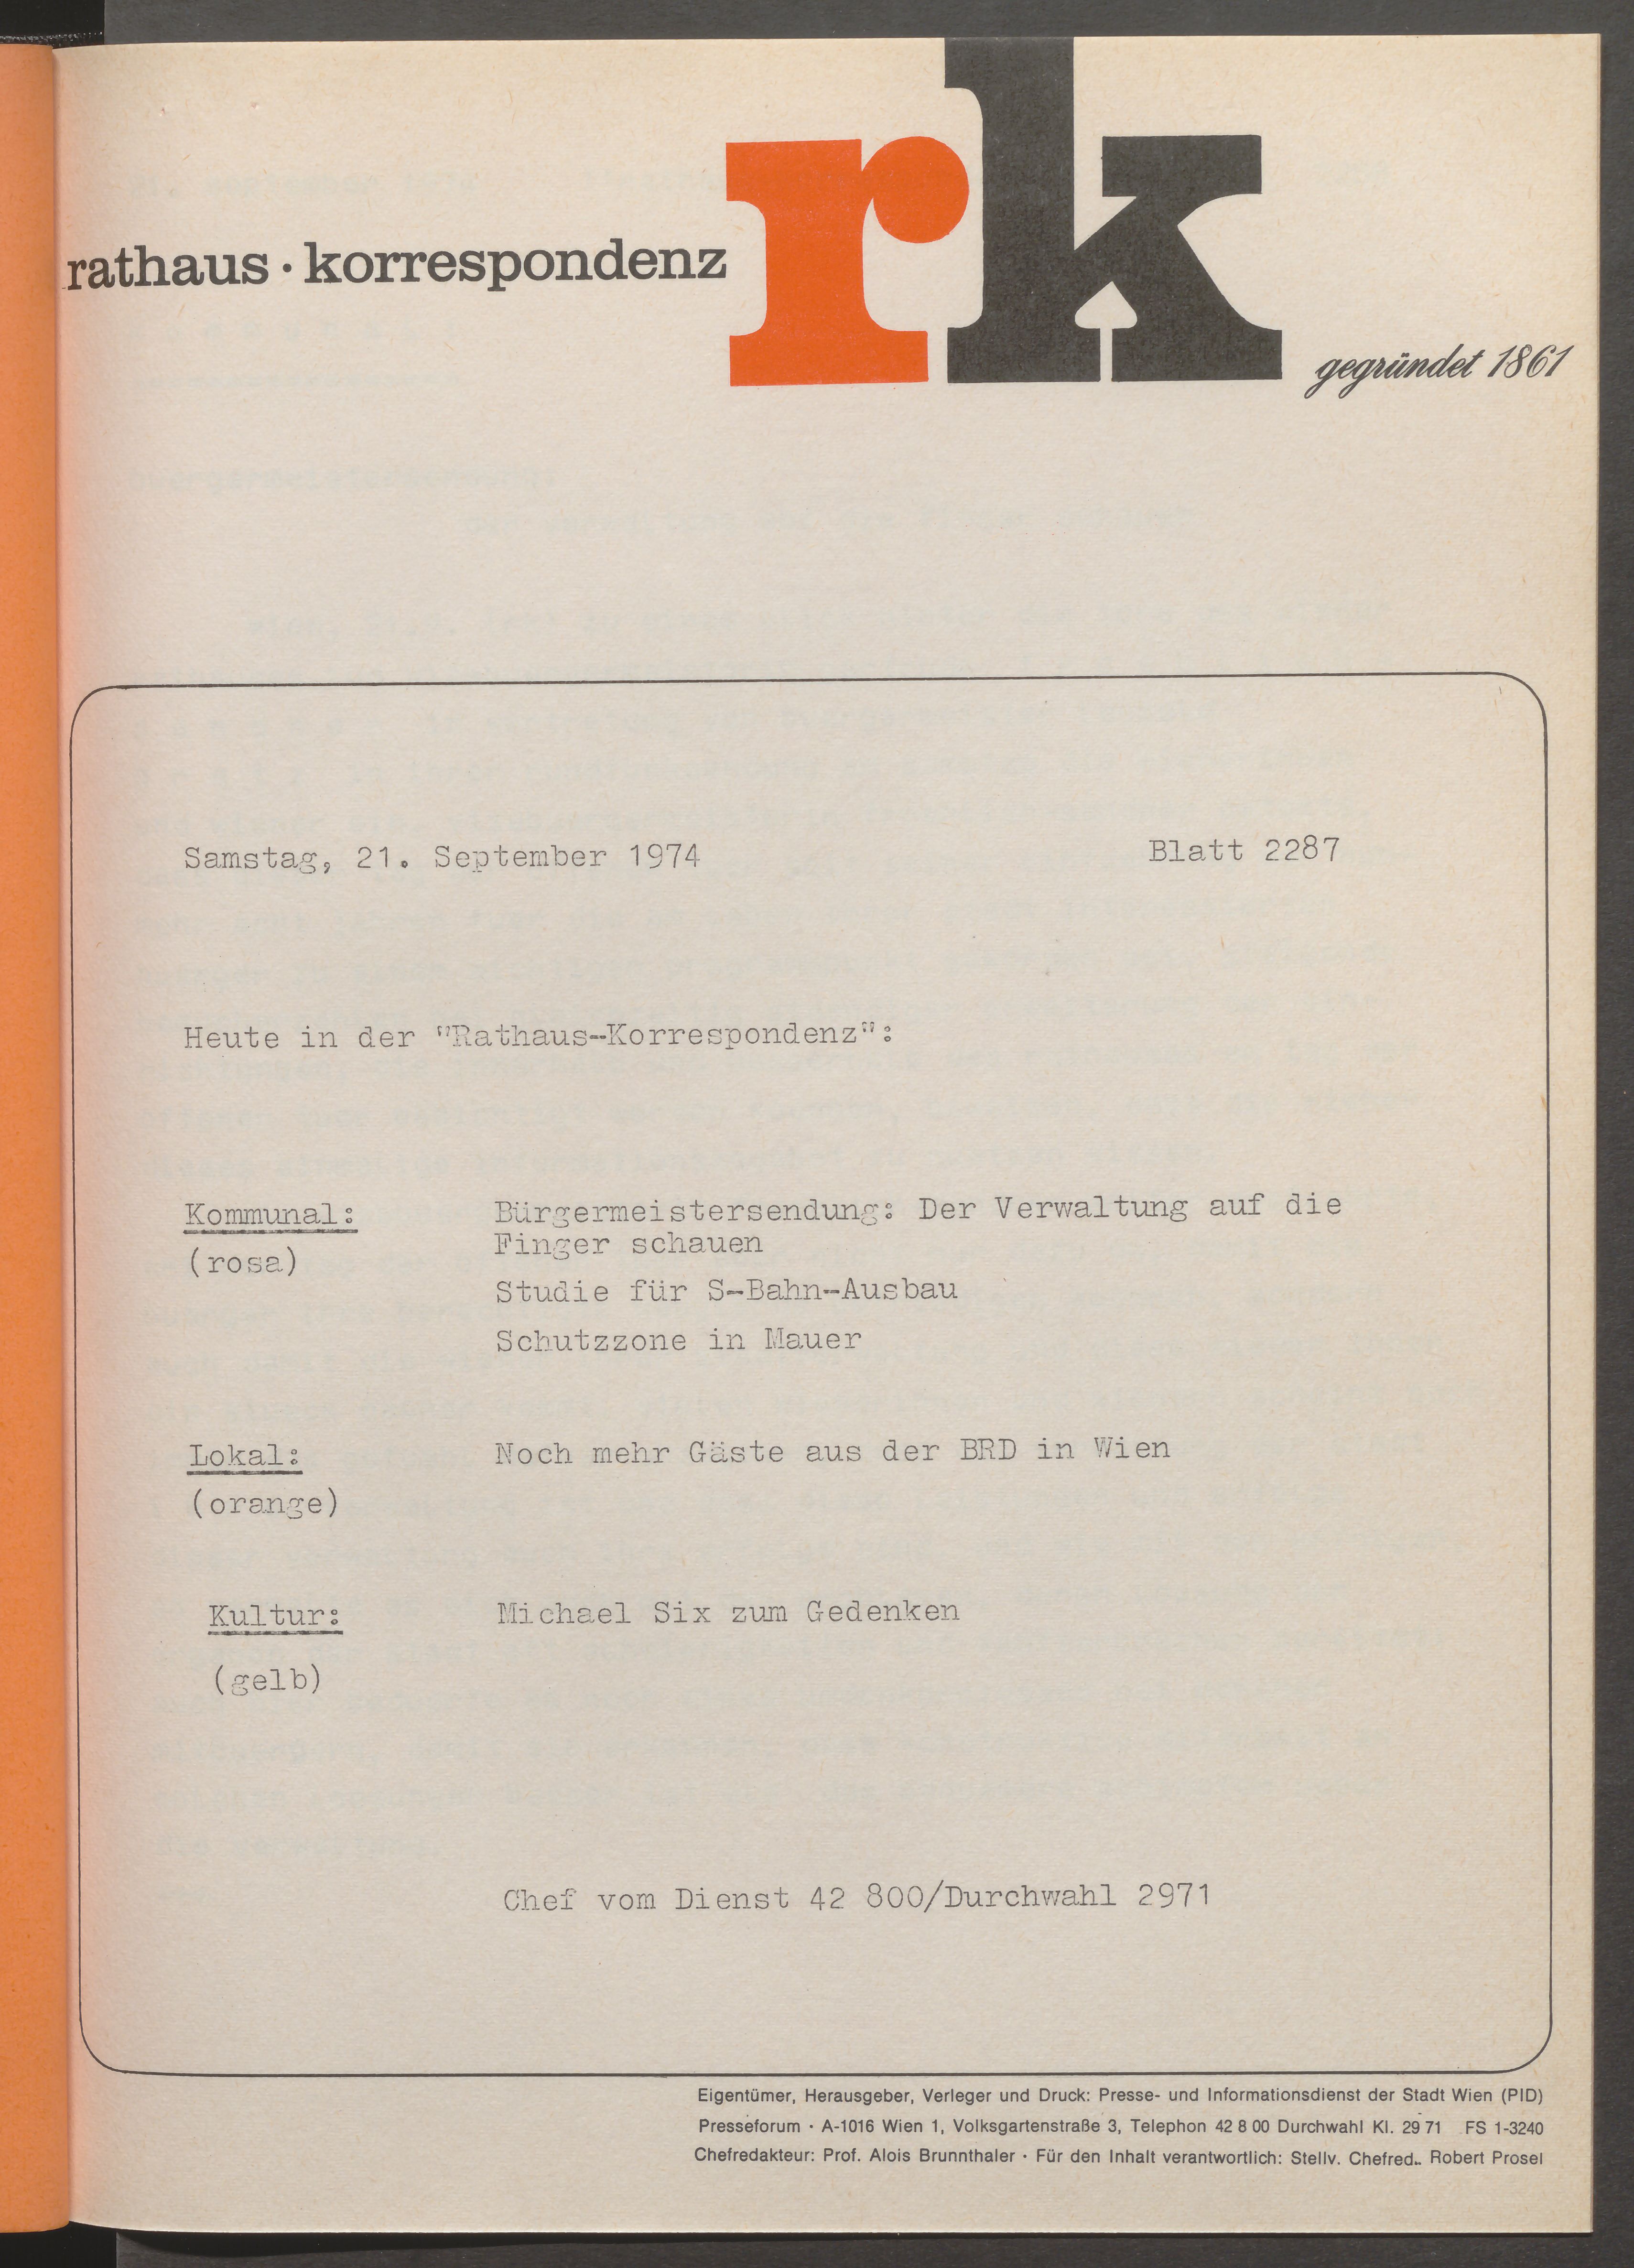 rk
rathaus · korrespondenz
gegründet 1861
Samstag, 21. September 1974 Blatt 2287
Heute in der "Rathaus-Korrespondenz":
Kommunal: Bürgermeistersendung: Der Verwaltung auf die
Finger schauen
(rosa)
Studie für S-Bahn-Ausbau
Schutzzone in Mauer
Lokal: Noch mehr Gäste aus der BRD in Wien
(orange)
Kultur: Michael Six zum Gedenken
(gelb)
Chef vom Dienst 42 800/Durchwahl 2971
Eigentümer, Herausgeber, Verleger und Druck: Presse- und Informationsdienst der Stadt Wien (PID)
Presseforum · A-1016 Wien 1, Volksgartenstraße 3, Telephon 42 8 00 Durchwahl Kl. 29 71 FS 1-3240
Chefredakteur: Prof. Alois Brunnthaler · Für den Inhalt verantwortlich: Stellv. Chefred.. Robert Prosel